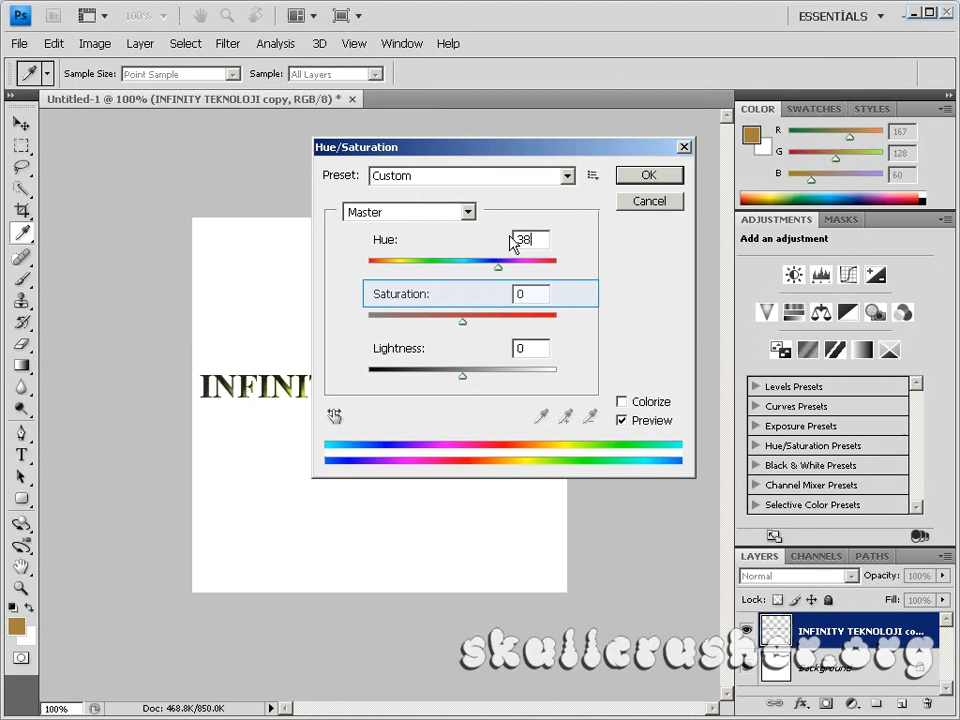 Ps Br 100% ESSENTIALS
File Edit Image Layer Select Filter Analysis 3D View Window Help
Sample Size: Point Sample Sample: All Layers
Untitled-1 @ 100% (INFINITY TEKNOLOJI copy, RGB/8) *
Hue/Saturation
Preset: Custom OK
Cancel
Master
Hue: 38
Saturation: 0
Lightness: 0
Colorize
Preview
INFINIT
COLOR SWATCHES STYLES
R 167
G 128
B 60
ADJUSTMENTS MASKS
Add an adjustment
Levels Presets
Curves Presets
Exposure Presets
Hue/Saturation Presets
Black & White Presets
Channel Mixer Presets
Selective Color Presets
LAYERS CHANNELS PATHS
Normal Opacity: 100%
Lock: Fill: 100%
INFINITY TEKNOLOJI co...
Background
skullcrusher.org
100% Doc: 468.8K/850.0K